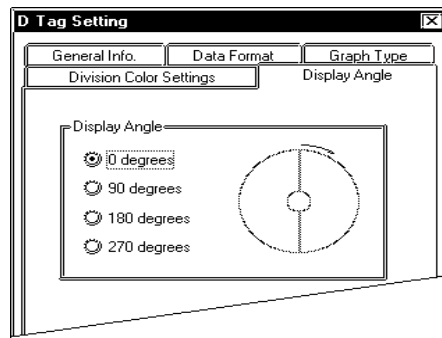 D Tag Setting
General Info. Data Format Graph Type
Division Color Settings Display Angle
Display Angle
0 degrees
90 degrees
180 degrees
270 degrees